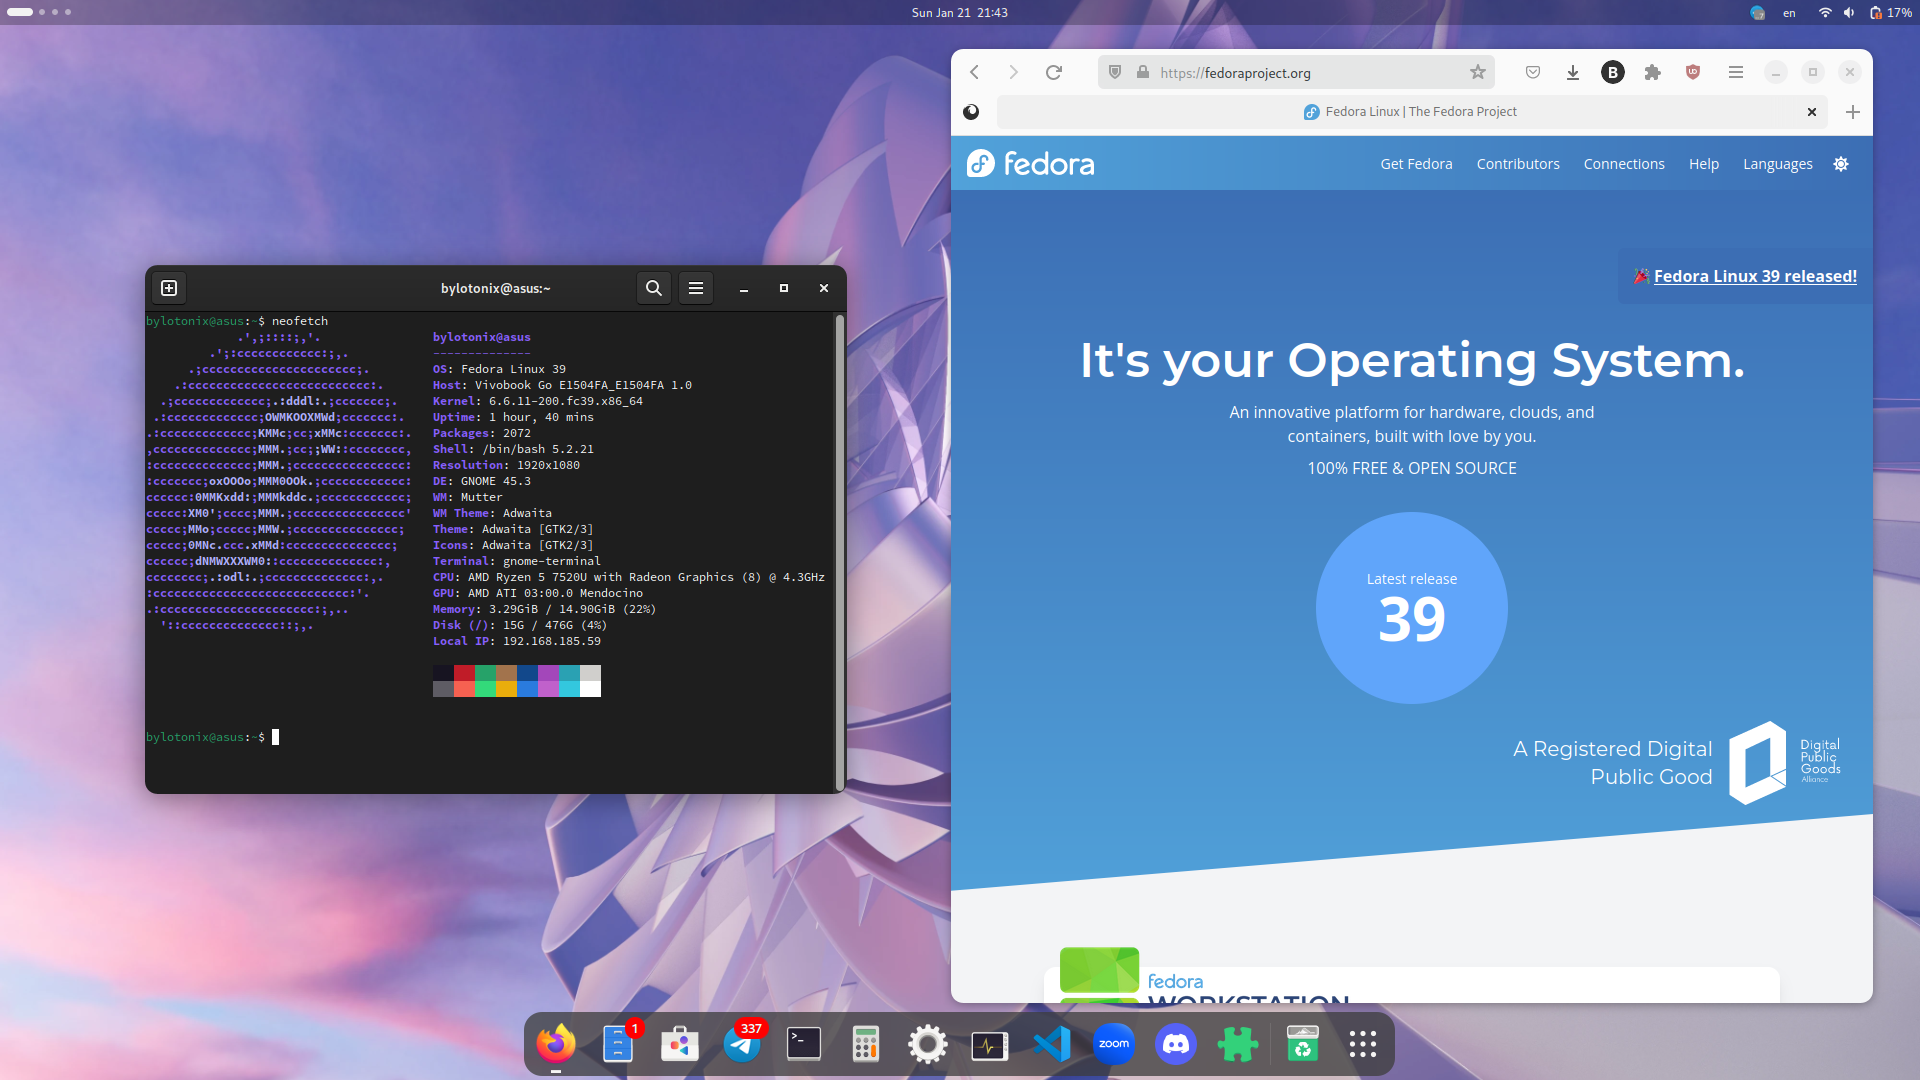 Sun Jan 21  21:43
en
17%
bylotonix@asus:~
bylotonix@asus:~$ neofetch
bylotonix@asus
--------------
OS: Fedora Linux 39
Host: Vivobook Go E1504FA_E1504FA 1.0
Kernel: 6.6.11-200.fc39.x86_64
Uptime: 1 hour, 40 mins
Packages: 2072
Shell: /bin/bash 5.2.21
Resolution: 1920x1080
DE: GNOME 45.3
WM: Mutter
WM Theme: Adwaita
Theme: Adwaita [GTK2/3]
Icons: Adwaita [GTK2/3]
Terminal: gnome-terminal
CPU: AMD Ryzen 5 7520U with Radeon Graphics (8) @ 4.3GHz
GPU: AMD ATI 03:00.0 Mendocino
Memory: 3.29GiB / 14.90GiB (22%)
Disk (/): 15G / 476G (4%)
Local IP: 192.168.185.59
bylotonix@asus:~$
https://fedoraproject.org
B
Fedora Linux | The Fedora Project
fedora
Get Fedora
Contributors
Connections
Help
Languages
Fedora Linux 39 released!
It's your Operating System.
An innovative platform for hardware, clouds, and
containers, built with love by you.
100% FREE & OPEN SOURCE
Latest release
39
A Registered Digital
Public Good
Digital
Public
Goods
Alliance
fedora
WORKSTATION
1
337
zoom